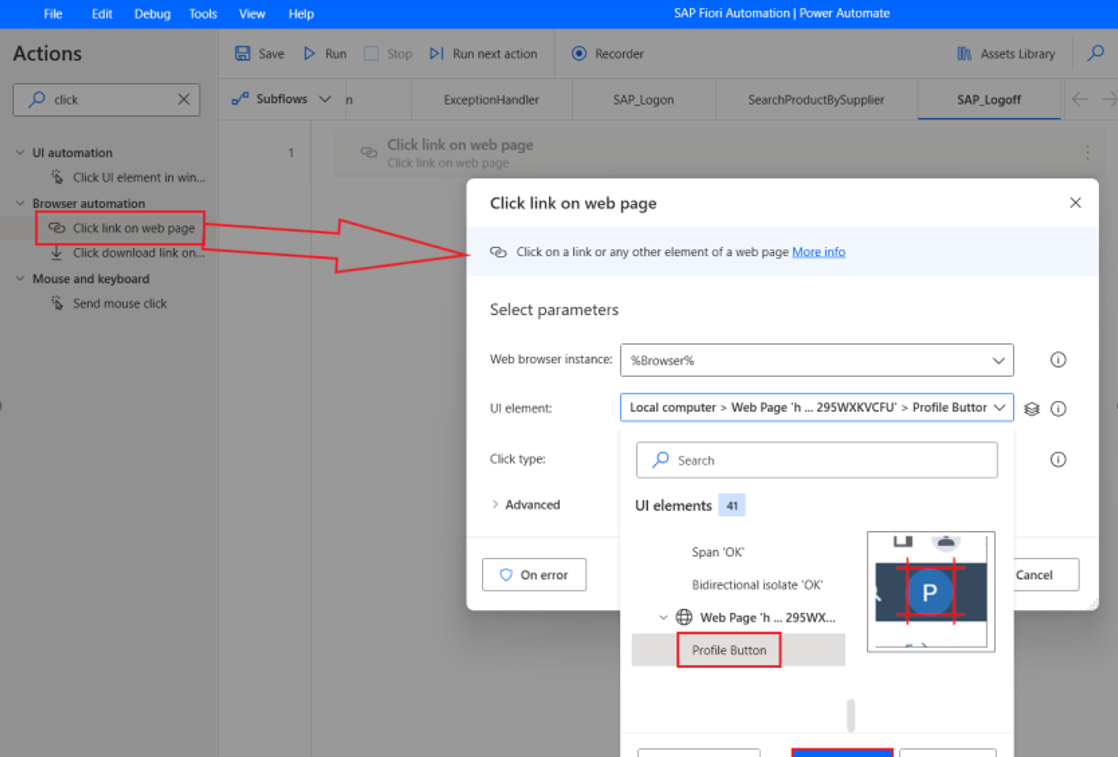 File Edit Debug Tools View Help SAP Fiori Automation | Power Automate
Actions
Save Run Stop Run next action Recorder Assets Library
click
Subflows n ExceptionHandler SAP_Logon SearchProductBySupplier SAP_Logoff
UI automation
Click UI element in win...
Browser automation
Click link on web page
Click download link on...
Mouse and keyboard
Send mouse click
1
Click link on web page
Click link on web page
Click link on web page
Click on a link or any other element of a web page More info
Select parameters
Web browser instance: %Browser%
UI element: Local computer > Web Page 'h ... 295WXKVCFU' > Profile Buttor
Click type:
Search
Advanced
UI elements 41
Span 'OK'
Bidirectional isolate 'OK'
Web Page 'h ... 295WX...
Profile Button
P
On error
Cancel